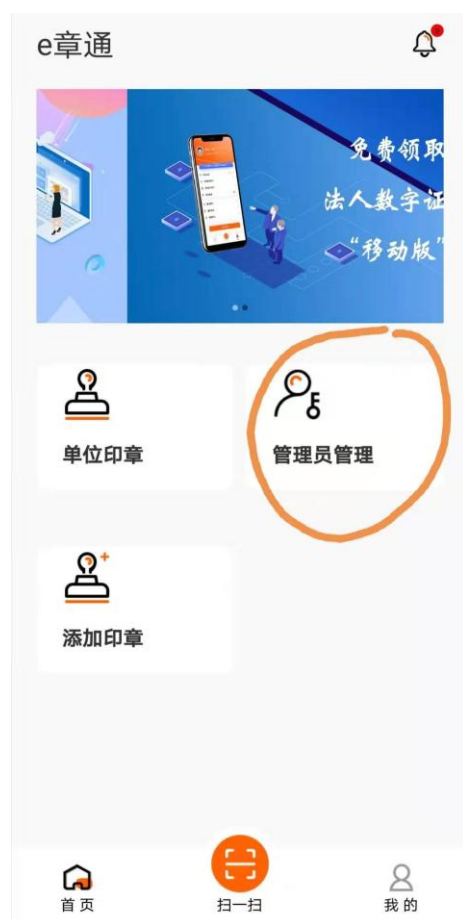 e章通
免费领取
法人数字证
“移动版”
单位印章
管理员管理
添加印章
首页
扫一扫
我的